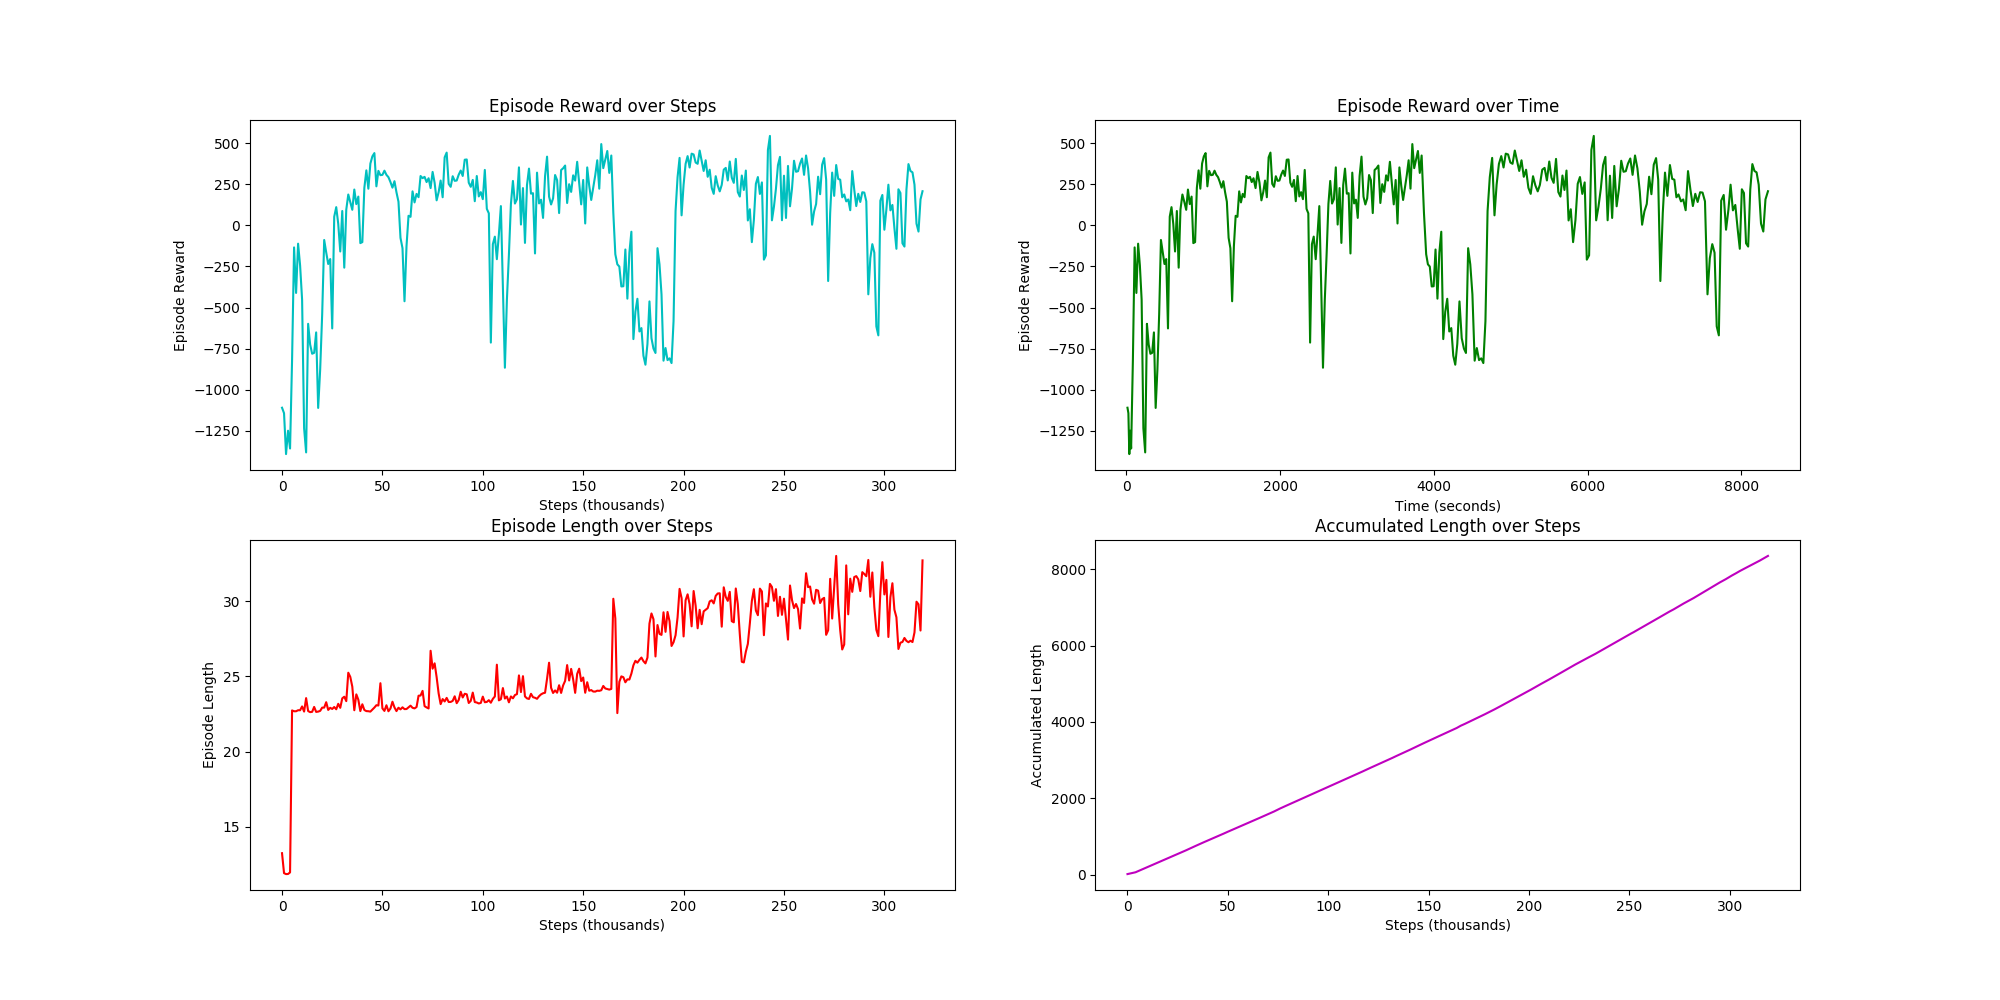 Episode Reward over Steps
500
250
0
−250
−500
−750
−1000
−1250
Episode Reward
0 50 100 150 200 250 300
Steps (thousands)
Episode Reward over Time
500
250
0
−250
−500
−750
−1000
−1250
Episode Reward
0 2000 4000 6000 8000
Time (seconds)
Episode Length over Steps
30
25
20
15
Episode Length
0 50 100 150 200 250 300
Steps (thousands)
Accumulated Length over Steps
8000
6000
4000
2000
0
Accumulated Length
0 50 100 150 200 250 300
Steps (thousands)